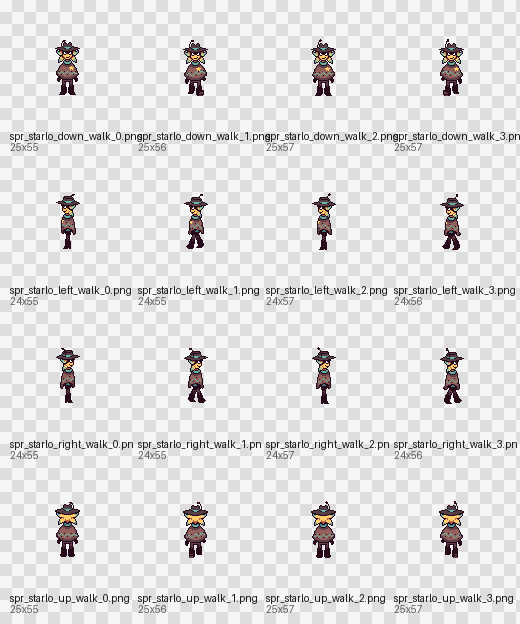 spr_starlo_down_walk_0.png spr_starlo_down_walk_1.png spr_starlo_down_walk_2.png spr_starlo_down_walk_3.pn
25x55 25x56 25x57 25x57
spr_starlo_left_walk_0.png spr_starlo_left_walk_1.png spr_starlo_left_walk_2.png spr_starlo_left_walk_3.png
24x55 24x55 24x57 24x56
spr_starlo_right_walk_0.pn spr_starlo_right_walk_1.pn spr_starlo_right_walk_2.pn spr_starlo_right_walk_3.pn
24x55 24x55 24x57 24x56
spr_starlo_up_walk_0.png spr_starlo_up_walk_1.png spr_starlo_up_walk_2.png spr_starlo_up_walk_3.png
25x55 25x56 25x57 25x57